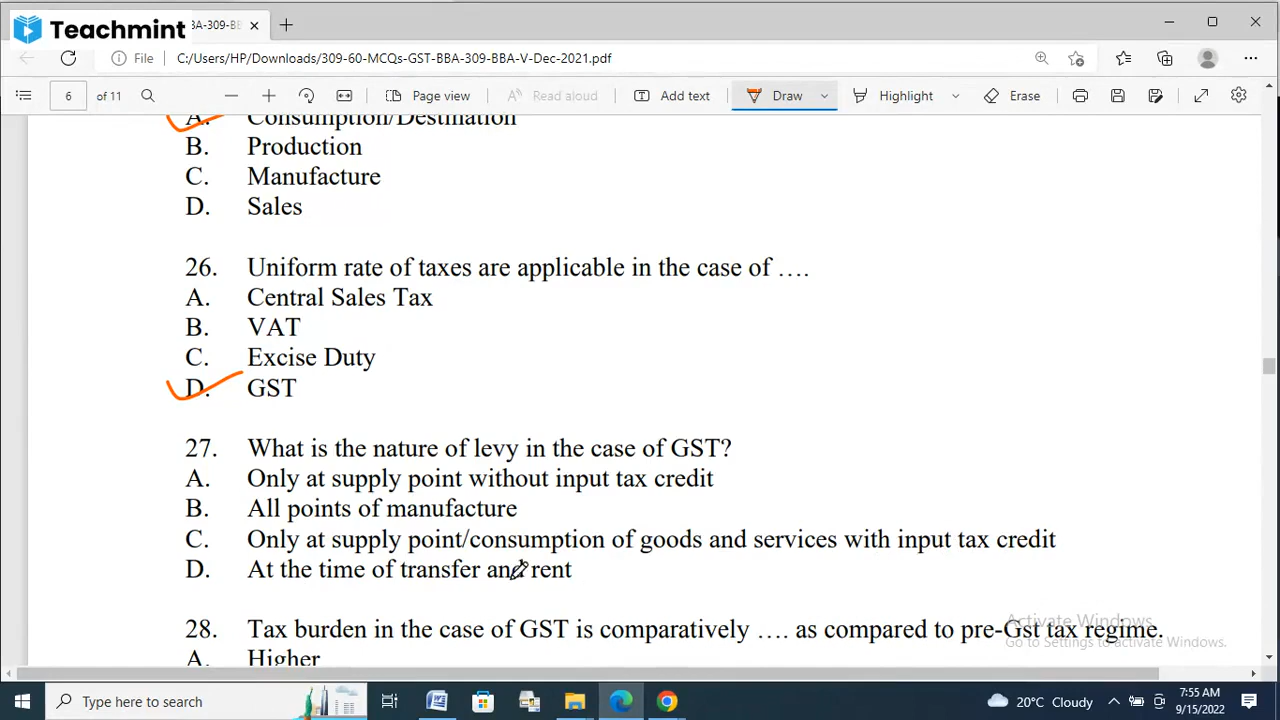 Teachmint
BA-309-BB
File
C:/Users/HP/Downloads/309-60-MCQs-GST-BBA-309-BBA-V-Dec-2021.pdf
6 of 11
Page view
Read aloud
Add text
Draw
Highlight
Erase
A. Consumption/Destination
B. Production
C. Manufacture
D. Sales
26. Uniform rate of taxes are applicable in the case of ….
A. Central Sales Tax
B. VAT
C. Excise Duty
D. GST
27. What is the nature of levy in the case of GST?
A. Only at supply point without input tax credit
B. All points of manufacture
C. Only at supply point/consumption of goods and services with input tax credit
D. At the time of transfer and rent
28. Tax burden in the case of GST is comparatively …. as compared to pre-Gst tax regime.
A. Higher
Activate Windows
Go to Settings to activate Windows.
Type here to search
20°C Cloudy
7:55 AM
9/15/2022